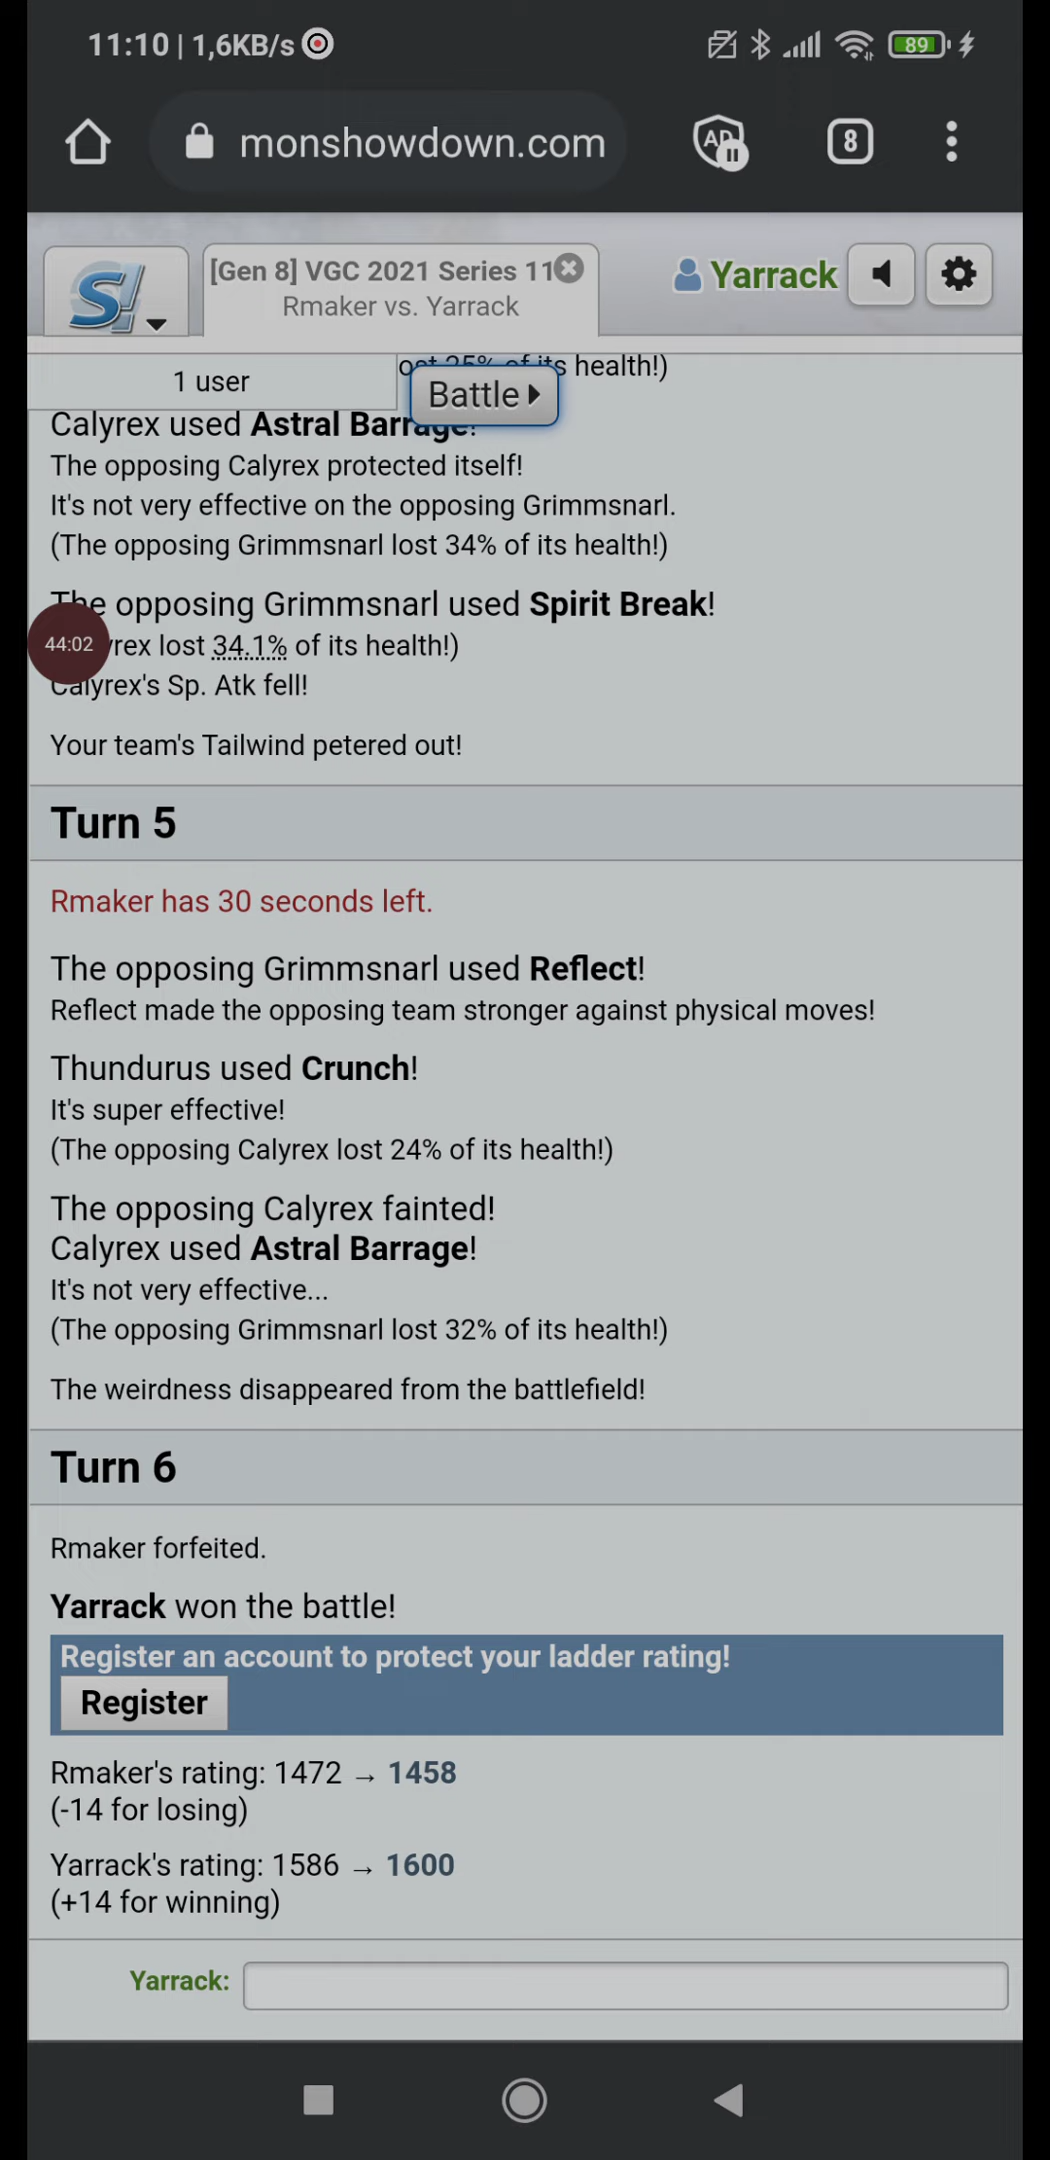 11:10 | 1,6KB/s
89
monshowdown.com
AD
8
[Gen 8] VGC 2021 Series 11
Rmaker vs. Yarrack
Yarrack
1 user
ost 25% of its health!)
Battle
Calyrex used Astral Barrage!
The opposing Calyrex protected itself!
It's not very effective on the opposing Grimmsnarl.
(The opposing Grimmsnarl lost 34% of its health!)
The opposing Grimmsnarl used Spirit Break!
44:02
yrex lost 34.1% of its health!)
Calyrex's Sp. Atk fell!
Your team's Tailwind petered out!
Turn 5
Rmaker has 30 seconds left.
The opposing Grimmsnarl used Reflect!
Reflect made the opposing team stronger against physical moves!
Thundurus used Crunch!
It's super effective!
(The opposing Calyrex lost 24% of its health!)
The opposing Calyrex fainted!
Calyrex used Astral Barrage!
It's not very effective...
(The opposing Grimmsnarl lost 32% of its health!)
The weirdness disappeared from the battlefield!
Turn 6
Rmaker forfeited.
Yarrack won the battle!
Register an account to protect your ladder rating!
Register
Rmaker's rating: 1472 → 1458
(-14 for losing)
Yarrack's rating: 1586 → 1600
(+14 for winning)
Yarrack: